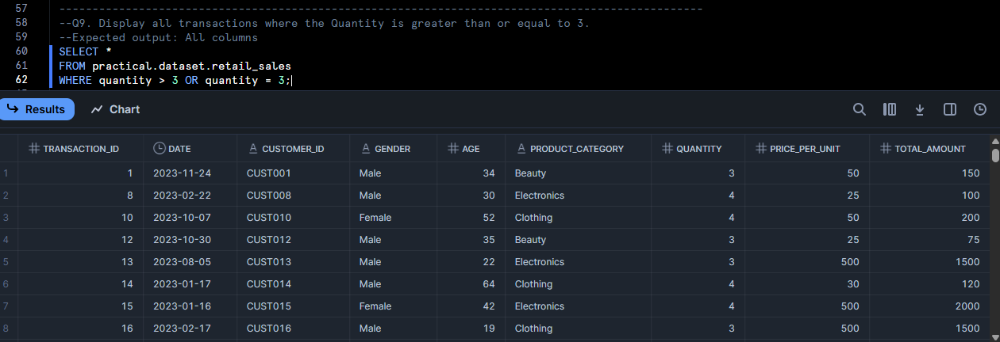 57 -------------------------------------------------------------------------------------------------
58 --Q9. Display all transactions where the Quantity is greater than or equal to 3.
59 --Expected output: All columns
60 SELECT *
61 FROM practical.dataset.retail_sales
62 WHERE quantity > 3 OR quantity = 3;
Results Chart
TRANSACTION_ID DATE CUSTOMER_ID GENDER AGE PRODUCT_CATEGORY QUANTITY PRICE_PER_UNIT TOTAL_AMOUNT
1 1 2023-11-24 CUST001 Male 34 Beauty 3 50 150
2 8 2023-02-22 CUST008 Male 30 Electronics 4 25 100
3 10 2023-10-07 CUST010 Female 52 Clothing 4 50 200
4 12 2023-10-30 CUST012 Male 35 Beauty 3 25 75
5 13 2023-08-05 CUST013 Male 22 Electronics 3 500 1500
6 14 2023-01-17 CUST014 Male 64 Clothing 4 30 120
7 15 2023-01-16 CUST015 Female 42 Electronics 4 500 2000
8 16 2023-02-17 CUST016 Male 19 Clothing 3 500 1500